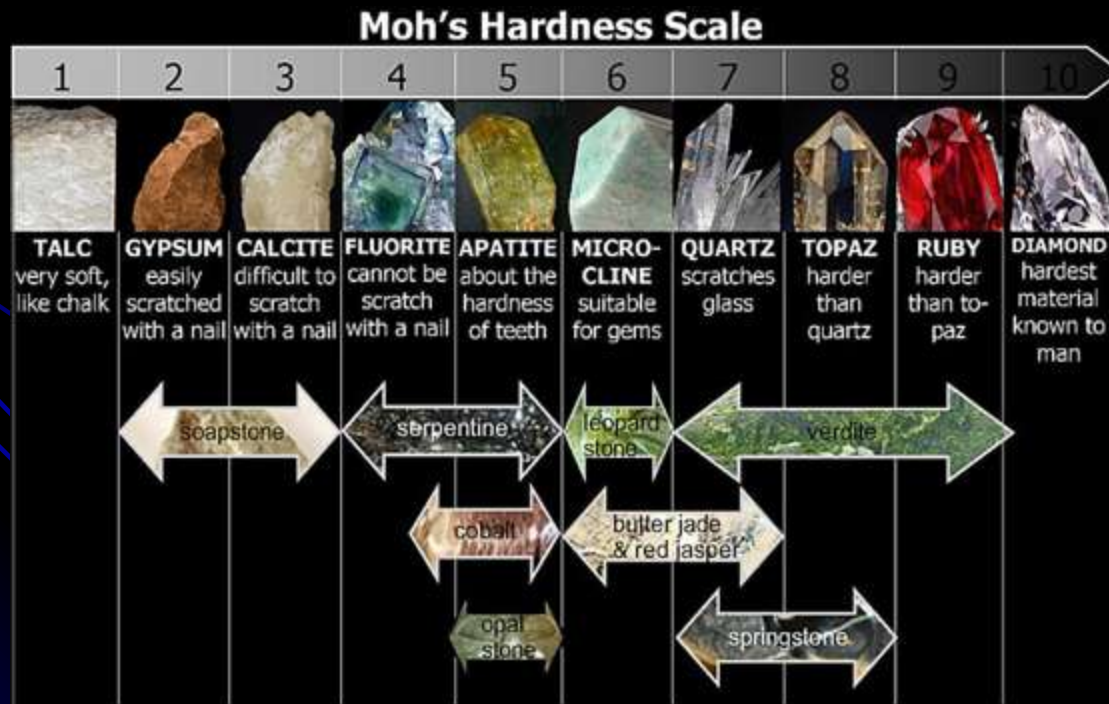 Moh's Hardness Scale
1 2 3 4 5 6 7 8 9 10
TALC
very soft,
like chalk
GYPSUM
easily
scratched
with a nail
CALCITE
difficult to
scratch
with a nail
FLUORITE
cannot be
scratch
with a nail
APATITE
about the
hardness
of teeth
MICRO-
CLINE
suitable
for gems
QUARTZ
scratches
glass
TOPAZ
harder
than
quartz
RUBY
harder
than to-
paz
DIAMOND
hardest
material
known to
man
soapstone
serpentine
leopard
stone
verdite
cobalt
butter jade
& red jasper
opal
stone
springstone